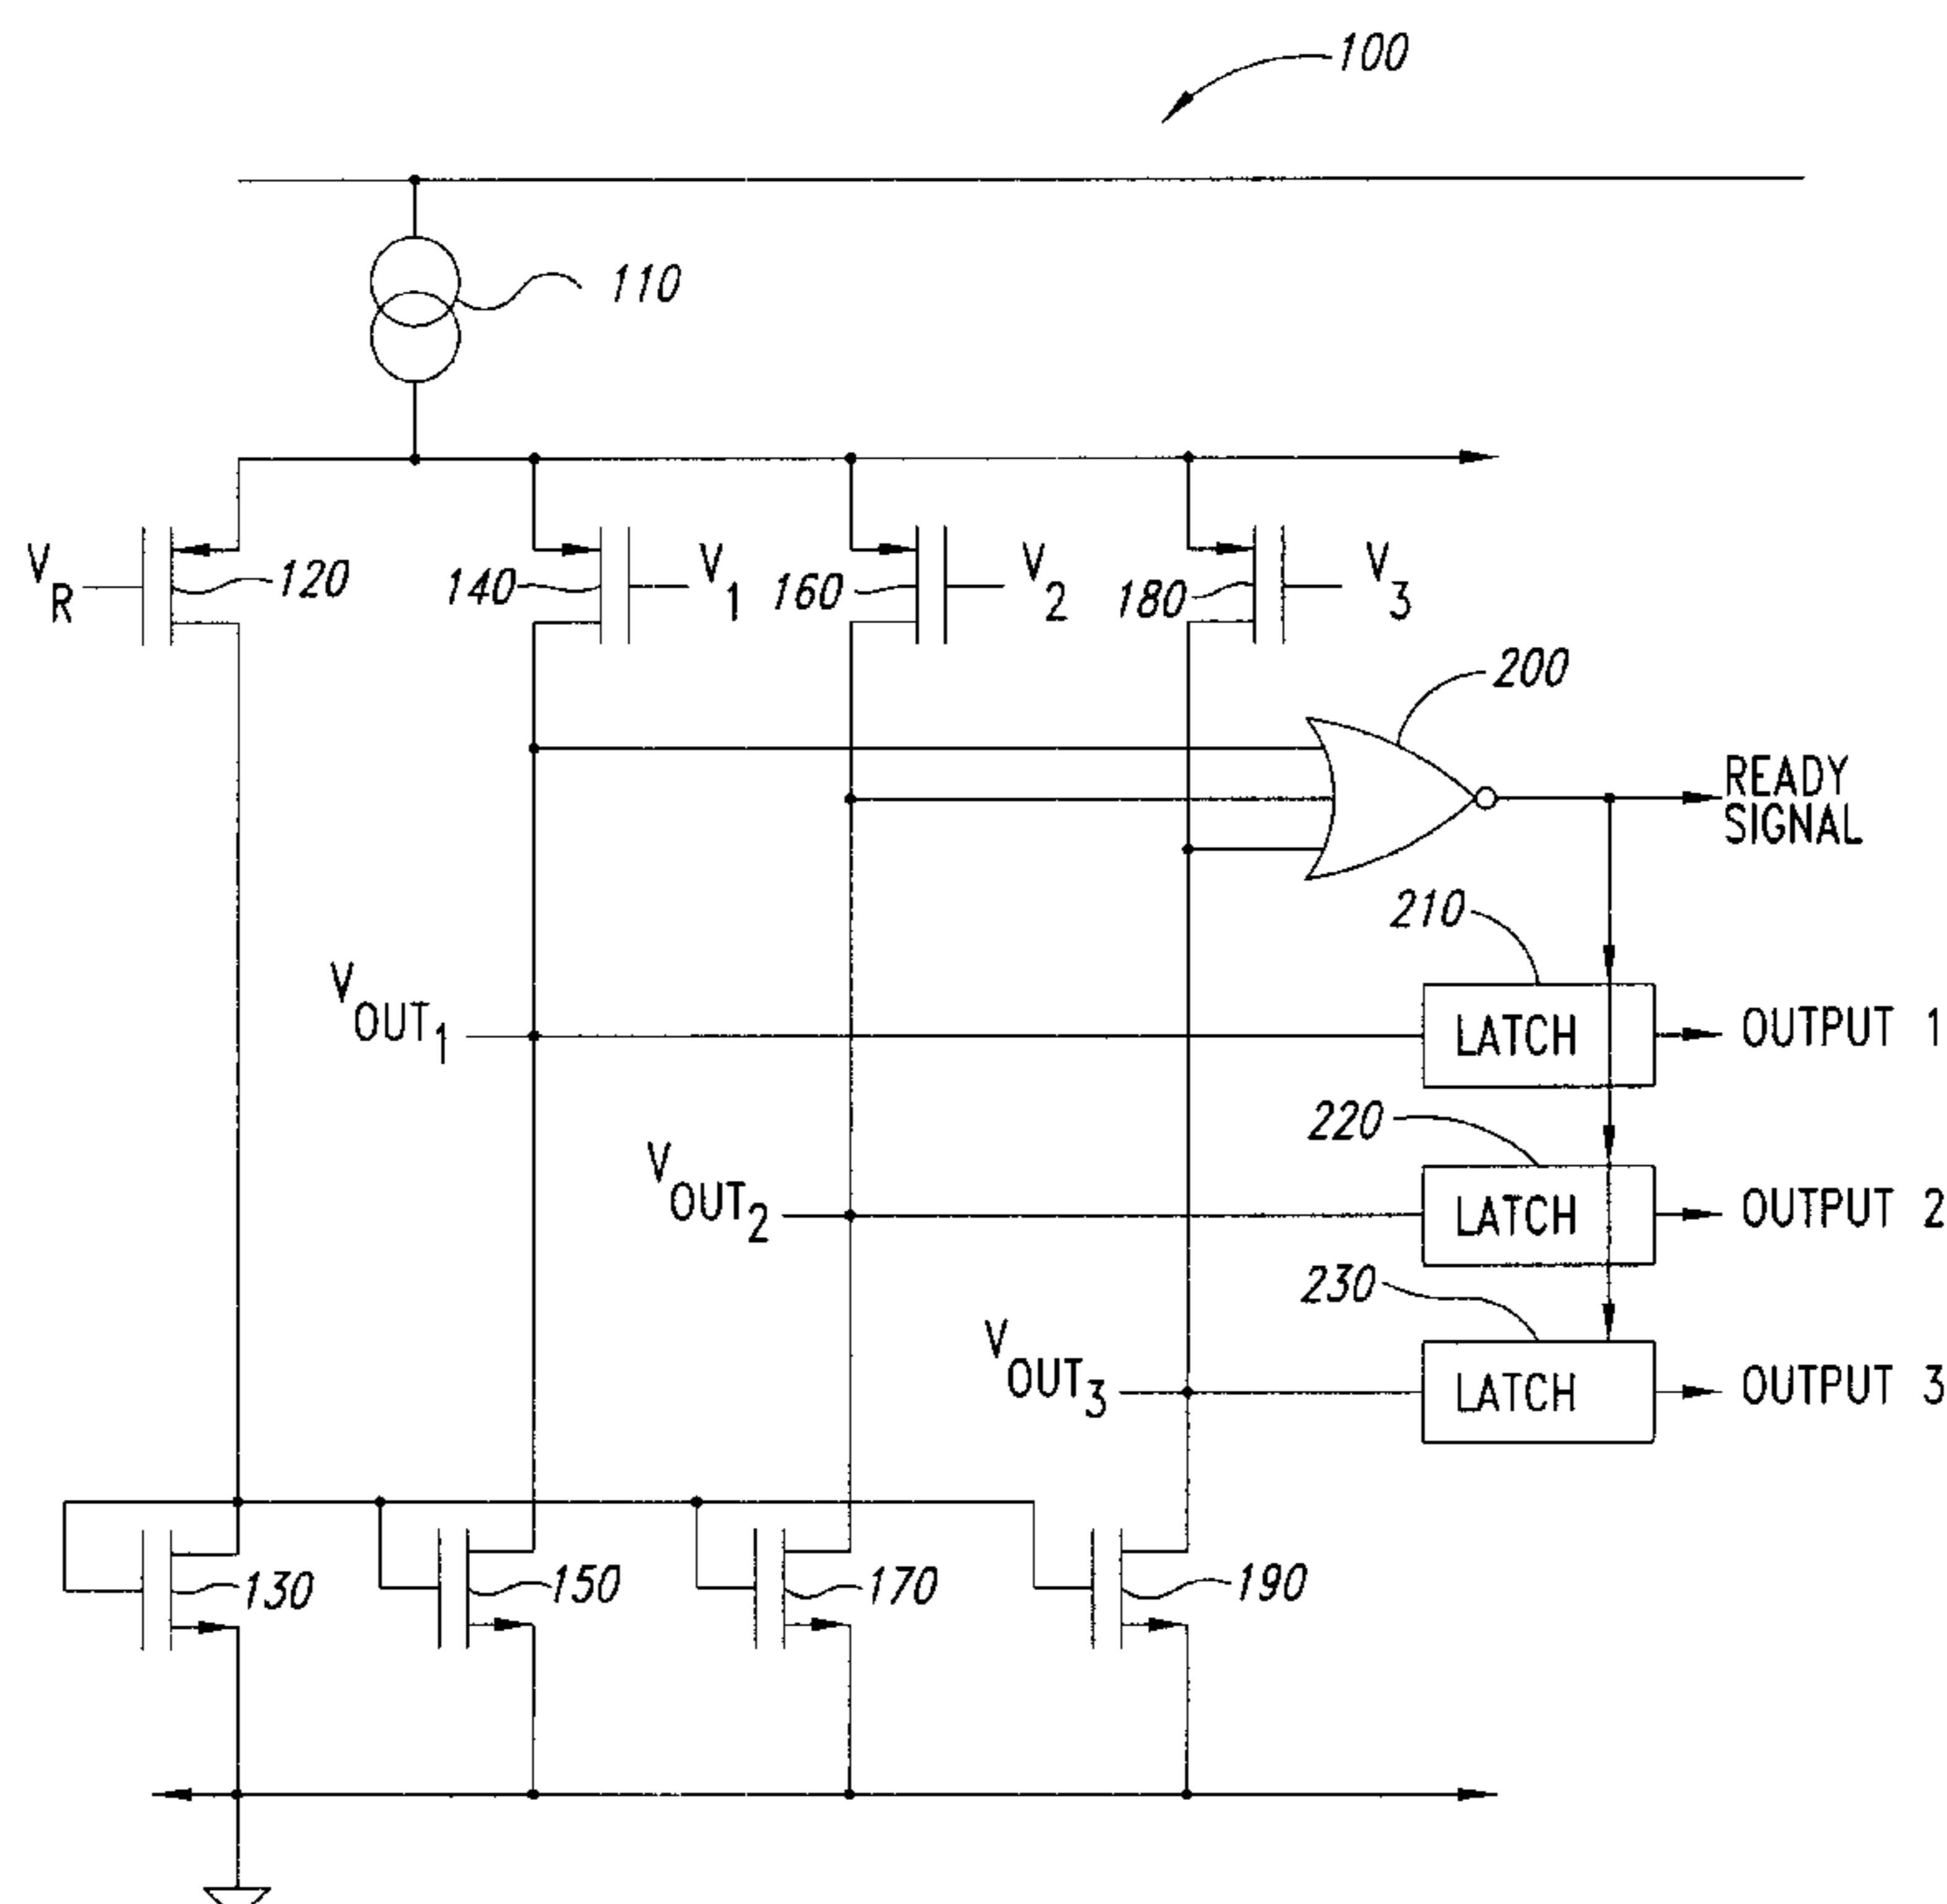 100
110
V R
120
140
V 1
160
V 2
180
V 3
200
READY
SIGNAL
210
V OUT 1
LATCH
OUTPUT 1
220
V OUT 2
LATCH
OUTPUT 2
230
V OUT 3
LATCH
OUTPUT 3
130
150
170
190